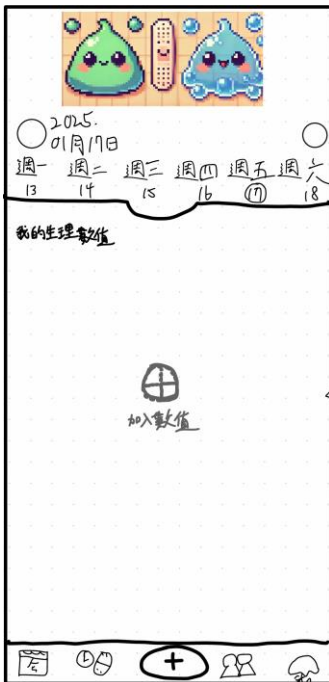 2025.
01月17日
週一 週二 週三 週四 週五 週六
13 14 15 16 17 18
我的生理數值
加入數值